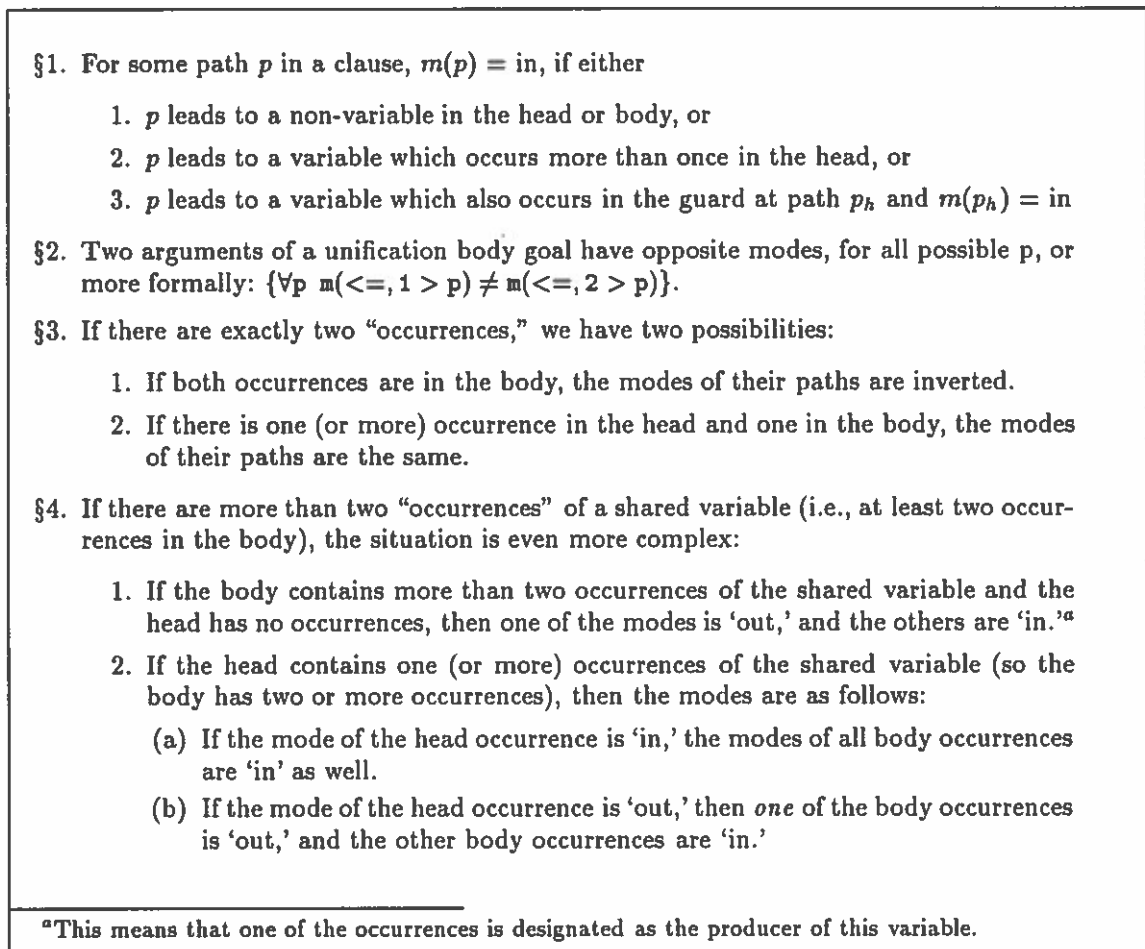 §1. For some path p in a clause, m(p) = in, if either
1. p leads to a non-variable in the head or body, or
2. p leads to a variable which occurs more than once in the head, or
3. p leads to a variable which also occurs in the guard at path pₕ and m(pₕ) = in
§2. Two arguments of a unification body goal have opposite modes, for all possible p, or
more formally: {∀p m(<=, 1 > p) ≠ m(<=, 2 > p)}.
§3. If there are exactly two “occurrences,” we have two possibilities:
1. If both occurrences are in the body, the modes of their paths are inverted.
2. If there is one (or more) occurrence in the head and one in the body, the modes
of their paths are the same.
§4. If there are more than two “occurrences” of a shared variable (i.e., at least two occur-
rences in the body), the situation is even more complex:
1. If the body contains more than two occurrences of the shared variable and the
head has no occurrences, then one of the modes is ‘out,’ and the others are ‘in.’ᵃ
2. If the head contains one (or more) occurrences of the shared variable (so the
body has two or more occurrences), then the modes are as follows:
(a) If the mode of the head occurrence is ‘in,’ the modes of all body occurrences
are ‘in’ as well.
(b) If the mode of the head occurrence is ‘out,’ then one of the body occurrences
is ‘out,’ and the other body occurrences are ‘in.’
ᵃThis means that one of the occurrences is designated as the producer of this variable.